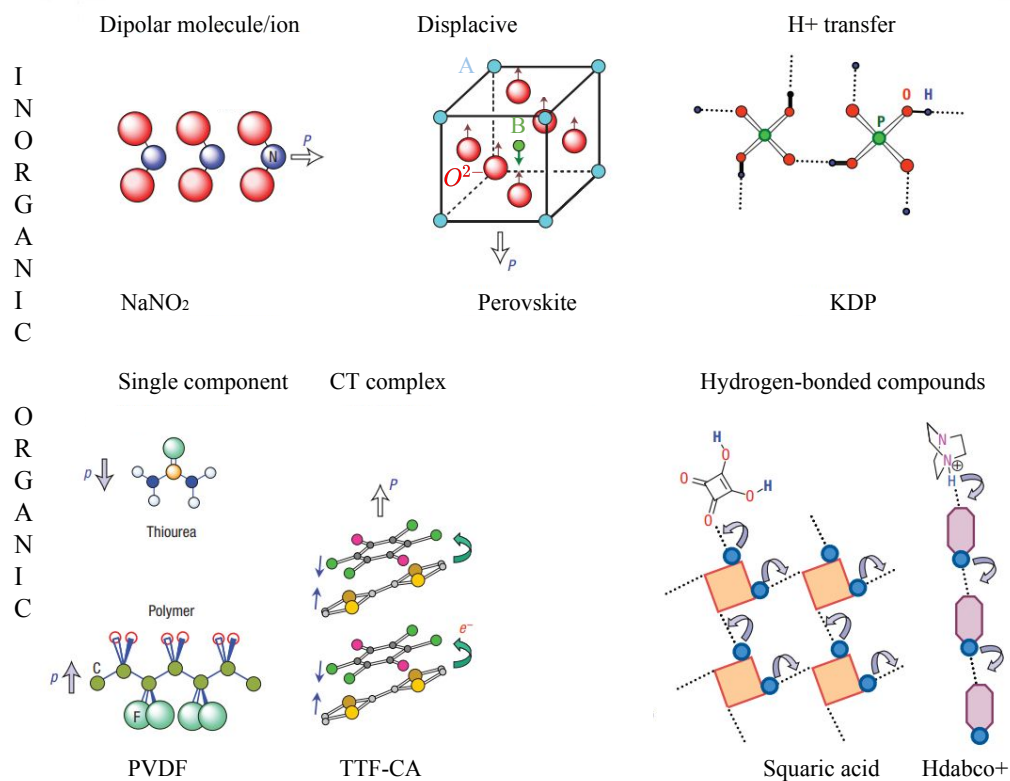 Dipolar molecule/ion
Displacive
H+ transfer
INORGANIC
A
B
O²⁻
N
P
P
O
H
P
NaNO₂
Perovskite
KDP
Single component
CT complex
Hydrogen-bonded compounds
ORGANIC
p
Thiourea
P
H
O
O
H
O
O
N
N
H
⊕
Polymer
p
C
F
e⁻
PVDF
TTF-CA
Squaric acid
Hdabco+